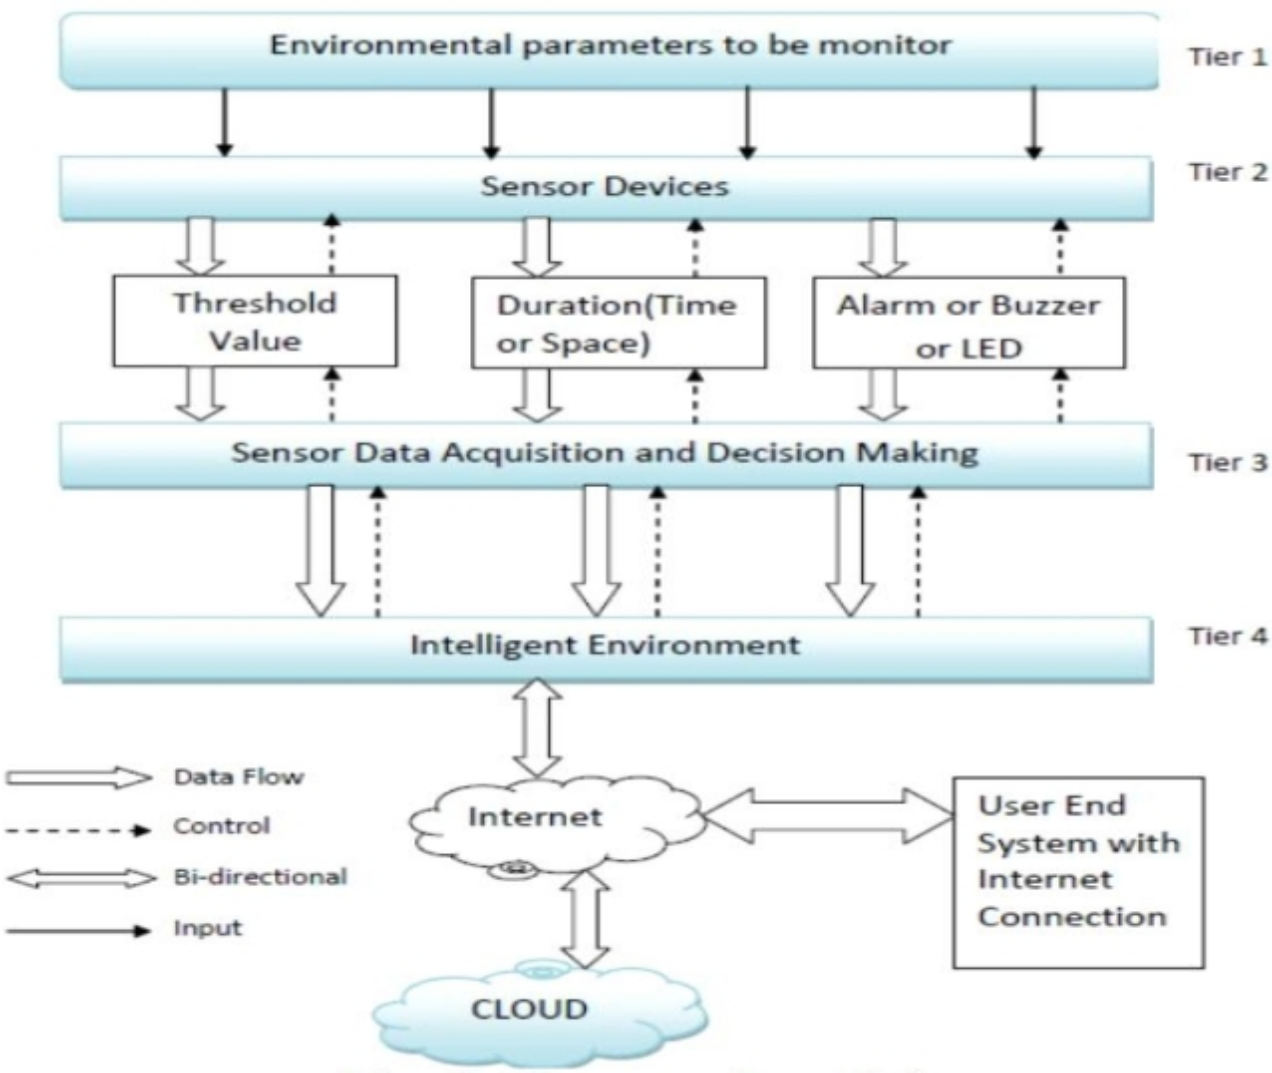 Environmental parameters to be monitor
Tier 1
Tier 2
Sensor Devices
Threshold
Value
Duration(Time
or Space)
Alarm or Buzzer
or LED
Sensor Data Acquisition and Decision Making
Tier 3
Intelligent Environment
Tier 4
Data Flow
Control
Bi-directional
Input
Internet
User End
System with
Internet
Connection
CLOUD